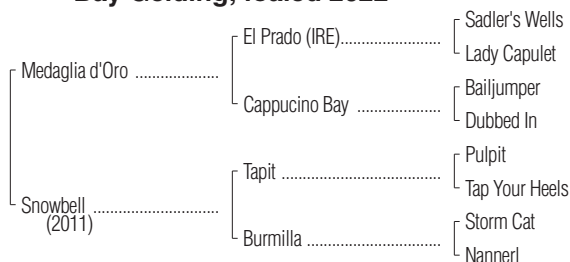 Bay Gelding; foaled 2022
Sadler's Wells
El Prado (IRE)
Lady Capulet
Medaglia d'Oro
Bailjumper
Cappucino Bay
Dubbed In
Pulpit
Tapit
Tap Your Heels
Snowbell
(2011)
Storm Cat
Burmilla
Nannerl